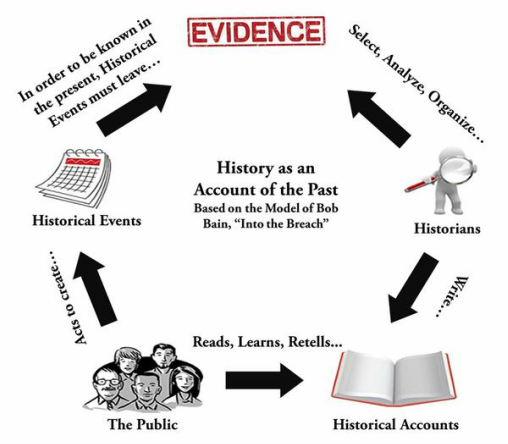 EVIDENCE
In order to be known in
the present, Historical
Events must leave...
Select, Analyze, Organize...
History as an
Account of the Past
Based on the Model of Bob
Bain, “Into the Breach”
Historical Events
Historians
Acts to create...
Write...
Reads, Learns, Retells...
The Public
Historical Accounts